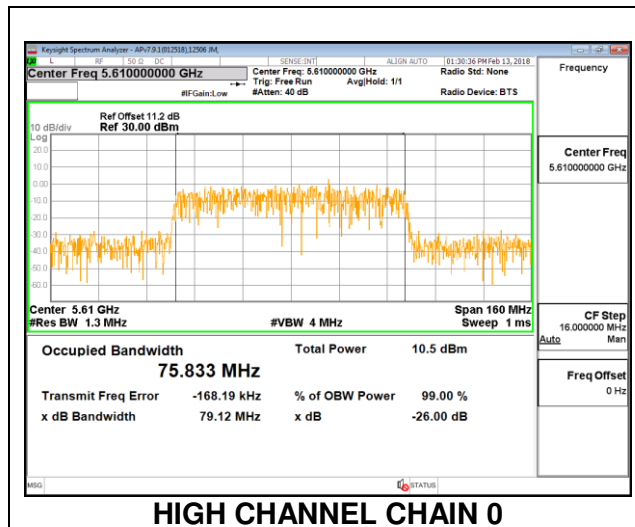 Keysight Spectrum Analyzer - APv7.9.1(012518),12506 JM,
L RF 50 Ω DC SENSE:INT ALIGN AUTO 01:30:36 PM Feb 13, 2018
Center Freq 5.610000000 GHz Center Freq: 5.610000000 GHz Radio Std: None Frequency
Trig: Free Run Avg|Hold: 1/1
#IFGain:Low #Atten: 40 dB Radio Device: BTS
Ref Offset 11.2 dB
10 dB/div Ref 30.00 dBm
Log
20.0
10.0
0.00
-10.0
-20.0
-30.0
-40.0
-50.0
-60.0
Center Freq
5.610000000 GHz
Center 5.61 GHz Span 160 MHz
#Res BW 1.3 MHz #VBW 4 MHz Sweep 1 ms
CF Step
16.000000 MHz
Auto Man
Occupied Bandwidth Total Power 10.5 dBm
75.833 MHz
Freq Offset
0 Hz
Transmit Freq Error -168.19 kHz % of OBW Power 99.00 %
x dB Bandwidth 79.12 MHz x dB -26.00 dB
MSG STATUS
HIGH CHANNEL CHAIN 0